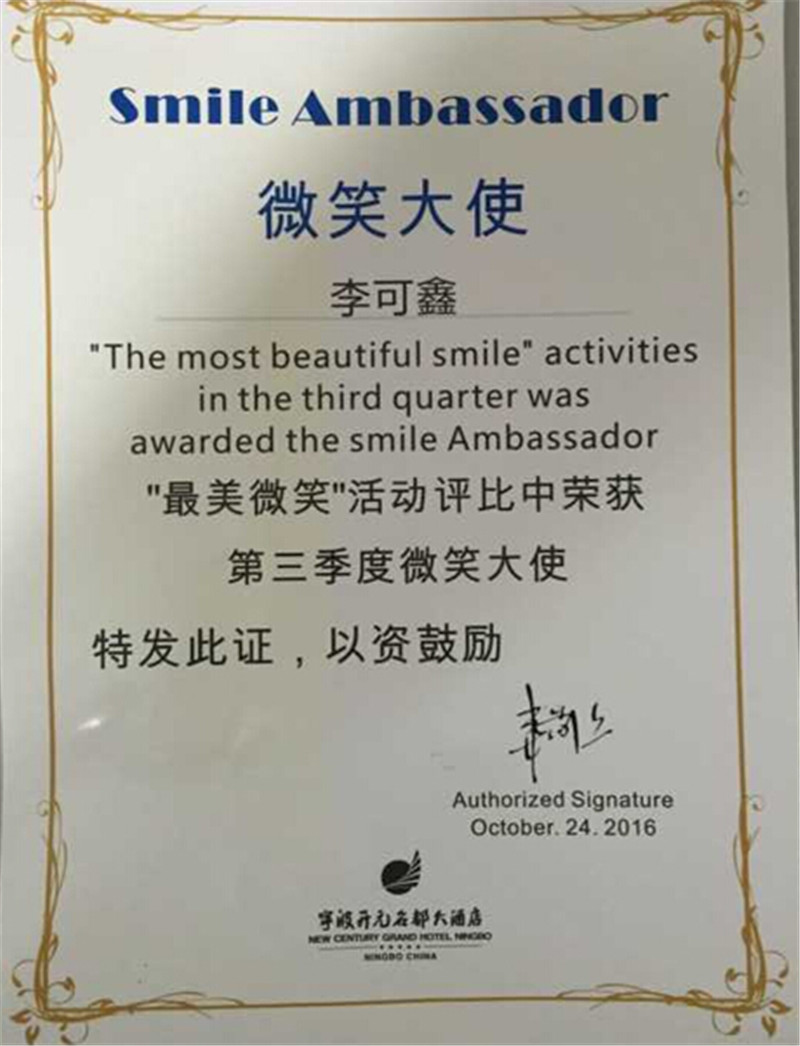 Smile Ambassador
微笑大使
李可鑫
"The most beautiful smile" activities
in the third quarter was
awarded the smile Ambassador
"最美微笑"活动评比中荣获
第三季度微笑大使
特发此证，以资鼓励
Authorized Signature
October. 24. 2016
宁波开元名都大酒店
NEW CENTURY GRAND HOTEL NINGBO
NINGBO CHINA